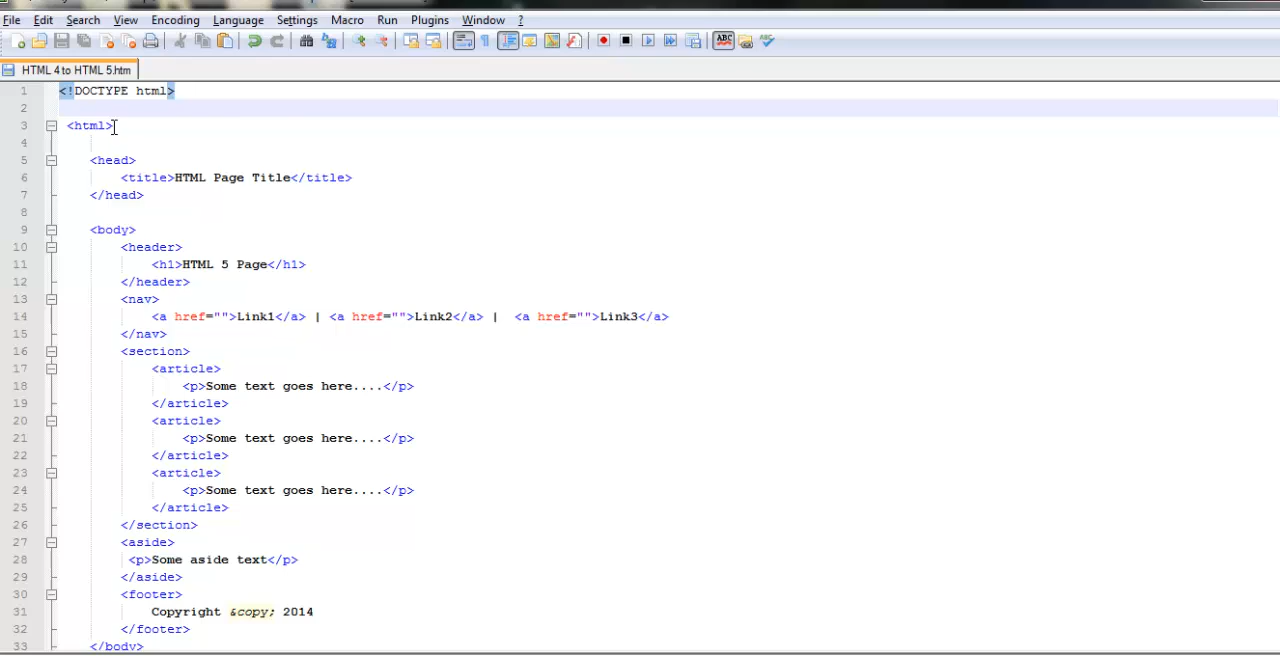 File Edit Search View Encoding Language Settings Macro Run Plugins Window ?
ABC ABC
HTML 4 to HTML 5.htm
1 <!DOCTYPE html>
2
3 <html>
4
5 <head>
6 <title>HTML Page Title</title>
7 </head>
8
9 <body>
10 <header>
11 <h1>HTML 5 Page</h1>
12 </header>
13 <nav>
14 <a href="">Link1</a> | <a href="">Link2</a> | <a href="">Link3</a>
15 </nav>
16 <section>
17 <article>
18 <p>Some text goes here....</p>
19 </article>
20 <article>
21 <p>Some text goes here....</p>
22 </article>
23 <article>
24 <p>Some text goes here....</p>
25 </article>
26 </section>
27 <aside>
28 <p>Some aside text</p>
29 </aside>
30 <footer>
31 Copyright &copy; 2014
32 </footer>
33 </body>